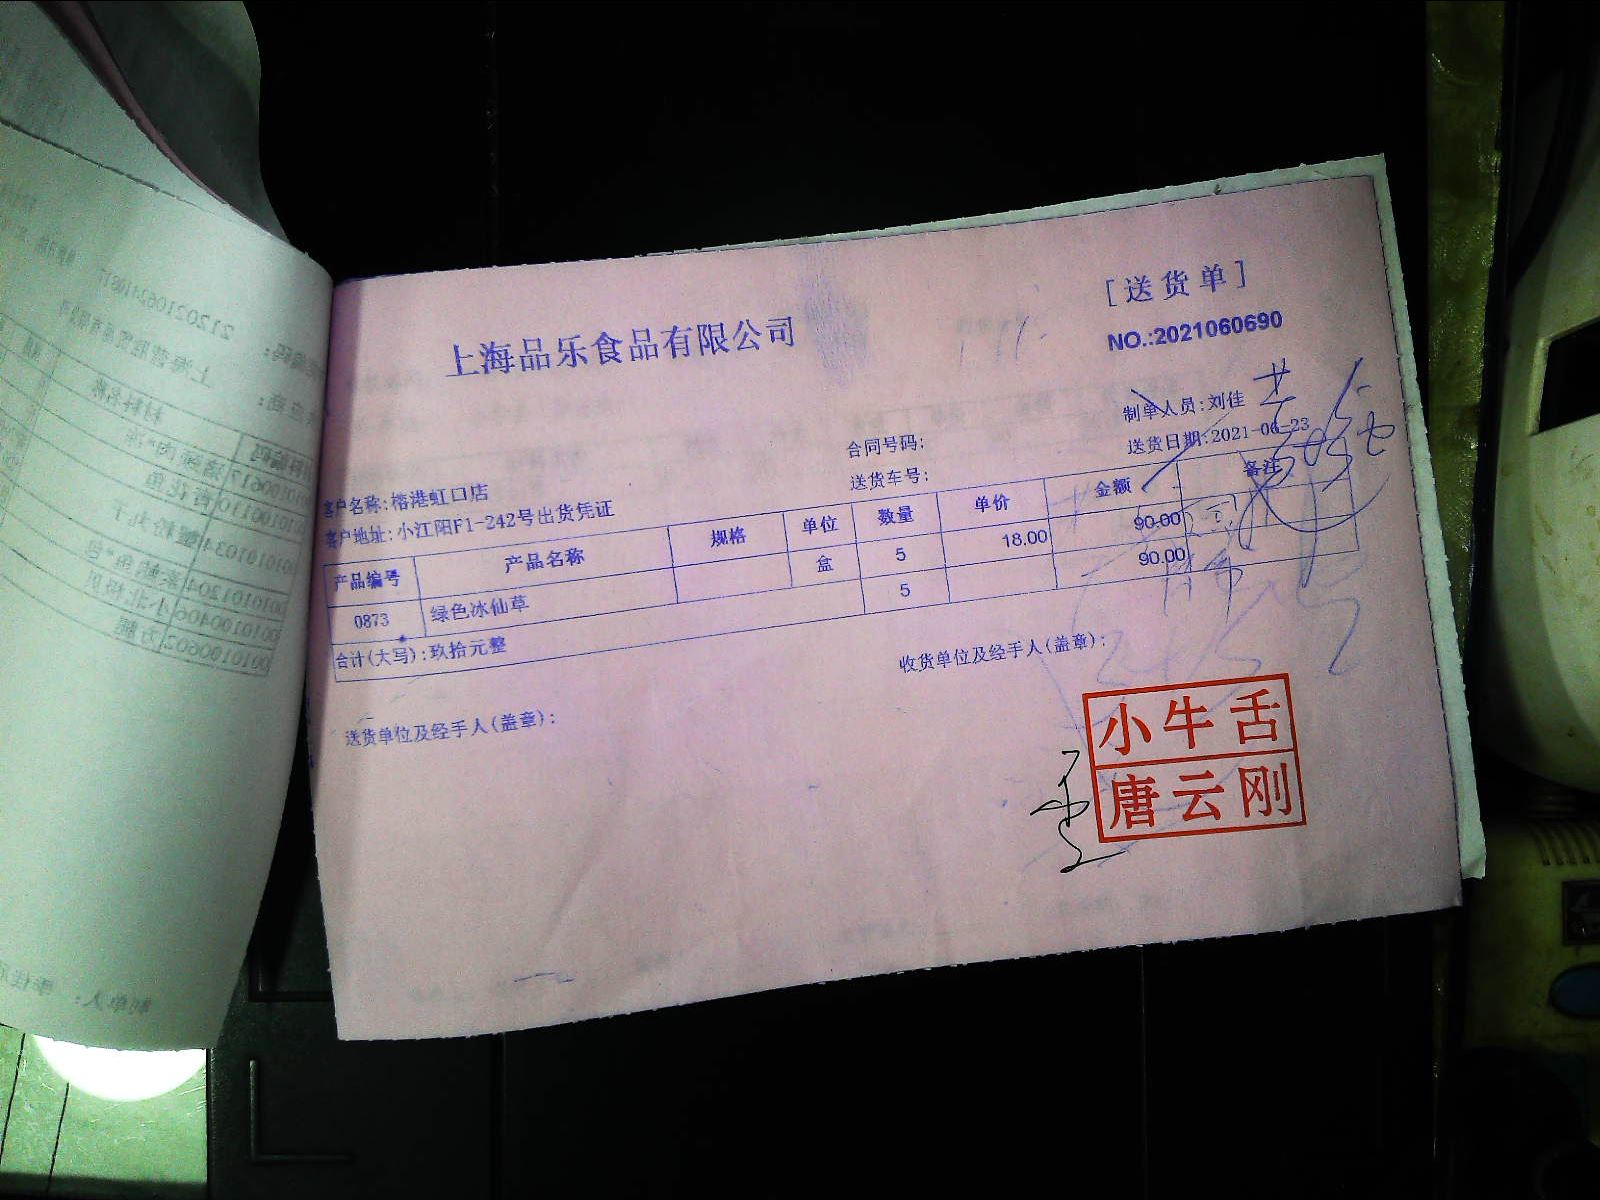 [送货单]
上海品乐食品有限公司
NO.:2021060690
制单人员:刘佳
合同号码:
送货日期:2021-06-23
客户名称:榕港虹口店
送货车号:
客户地址:小江阳F1-242号出货凭证
产品编号 产品名称 规格 单位 数量 单价 金额 备注
0873 绿色冰仙草 盒 5 18.00 90.00
合计(大写):玖拾元整 5 90.00
送货单位及经手人(盖章):
收货单位及经手人(盖章):
小牛舌
唐云刚